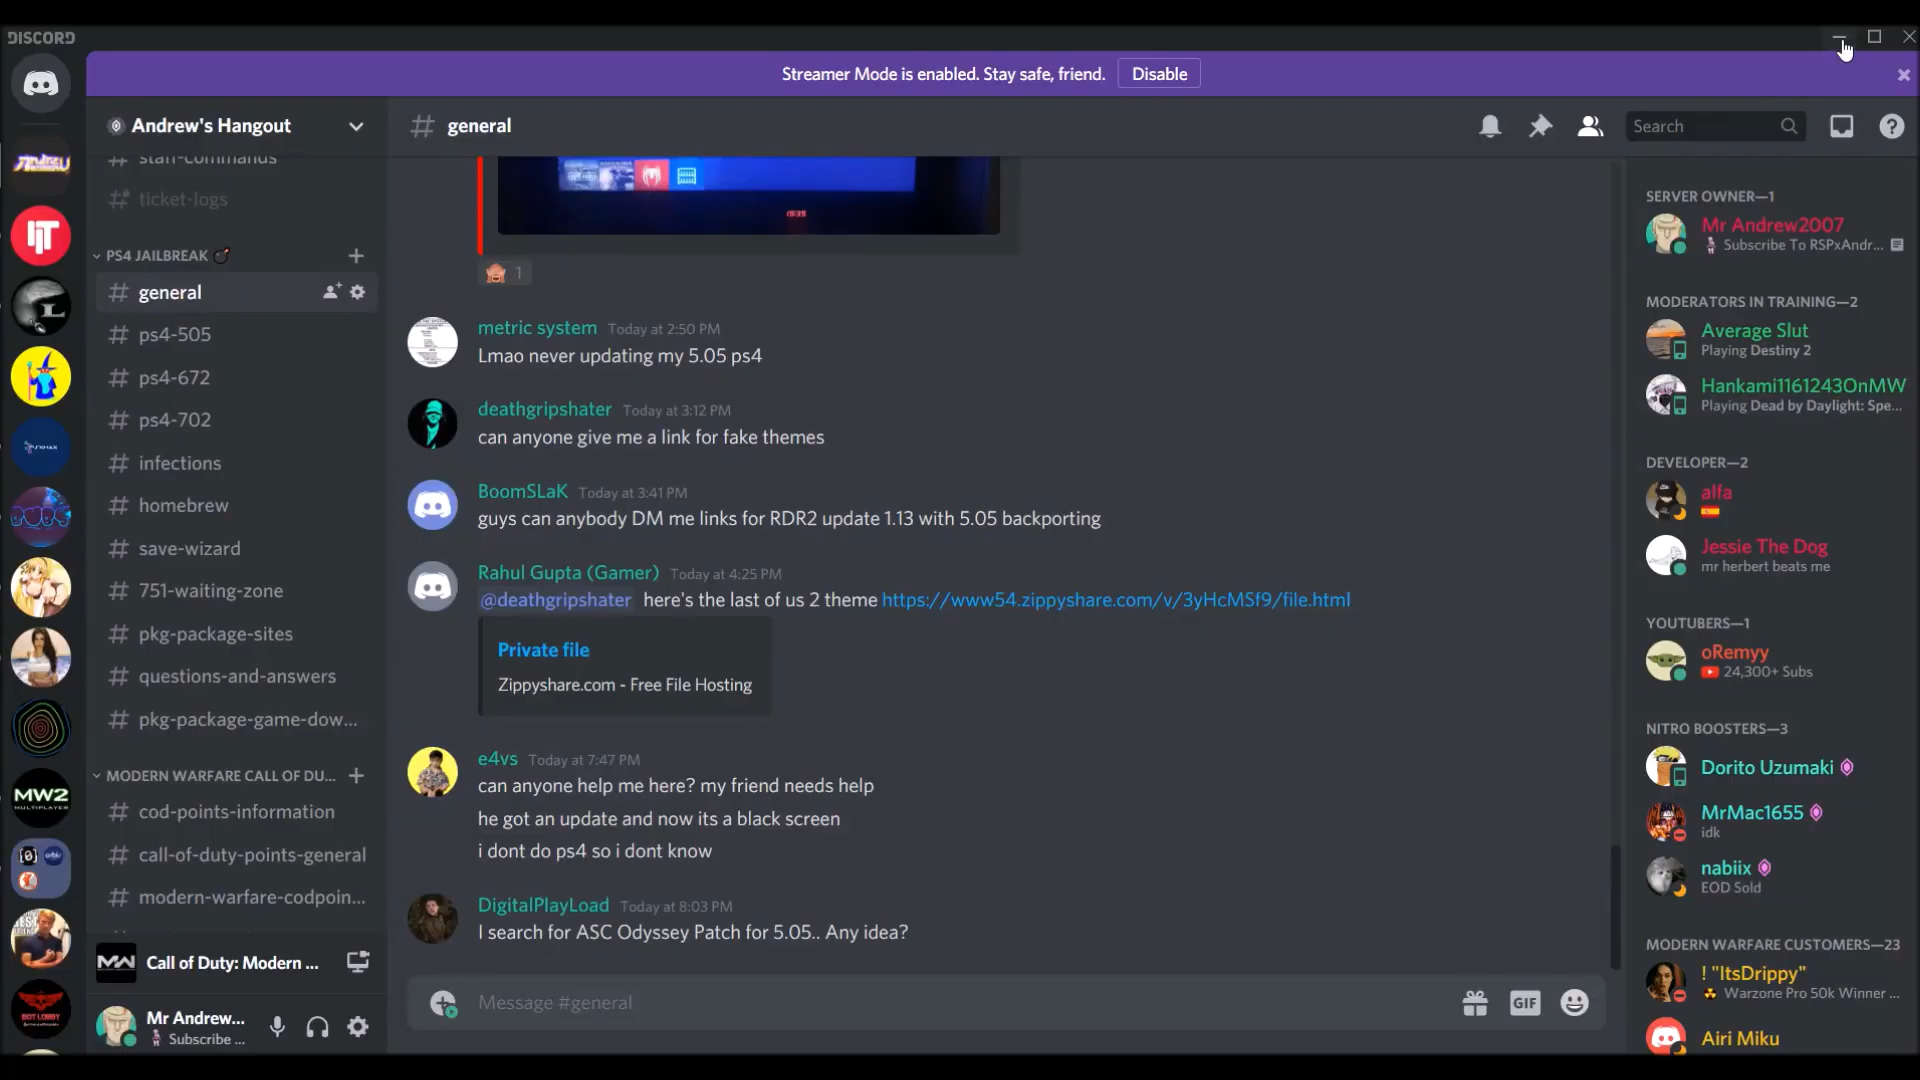 DISCORD
Streamer Mode is enabled. Stay safe, friend.
Disable
Andrew's Hangout
general
Search
staff-commands
ticket-logs
PS4 JAILBREAK
general
ps4-505
ps4-672
ps4-702
infections
homebrew
save-wizard
751-waiting-zone
pkg-package-sites
questions-and-answers
pkg-package-game-dow...
MODERN WARFARE CALL OF DU...
cod-points-information
call-of-duty-points-general
modern-warfare-codpoin...
MW2
MULTIPLAYER
BOT LOBBY
Call of Duty: Modern ...
Mr Andrew...
Subscribe ...
1
metric system Today at 2:50 PM
Lmao never updating my 5.05 ps4
deathgripshater Today at 3:12 PM
can anyone give me a link for fake themes
BoomSLaK Today at 3:41 PM
guys can anybody DM me links for RDR2 update 1.13 with 5.05 backporting
Rahul Gupta (Gamer) Today at 4:25 PM
@deathgripshater here's the last of us 2 theme https://www54.zippyshare.com/v/3yHcMSf9/file.html
Private file
Zippyshare.com - Free File Hosting
e4vs Today at 7:47 PM
can anyone help me here? my friend needs help
he got an update and now its a black screen
i dont do ps4 so i dont know
DigitalPlayLoad Today at 8:03 PM
I search for ASC Odyssey Patch for 5.05.. Any idea?
Message #general
GIF
SERVER OWNER—1
Mr Andrew2007
Subscribe To RSPxAndr...
MODERATORS IN TRAINING—2
Average Slut
Playing Destiny 2
Hankami1161243OnMW
Playing Dead by Daylight: Spe...
DEVELOPER—2
alfa
Jessie The Dog
mr herbert beats me
YOUTUBERS—1
oRemyy
24,300+ Subs
NITRO BOOSTERS—3
Dorito Uzumaki
MrMac1655
idk
nabiix
EOD Sold
MODERN WARFARE CUSTOMERS—23
! "ItsDrippy"
Warzone Pro 50k Winner ...
Airi Miku